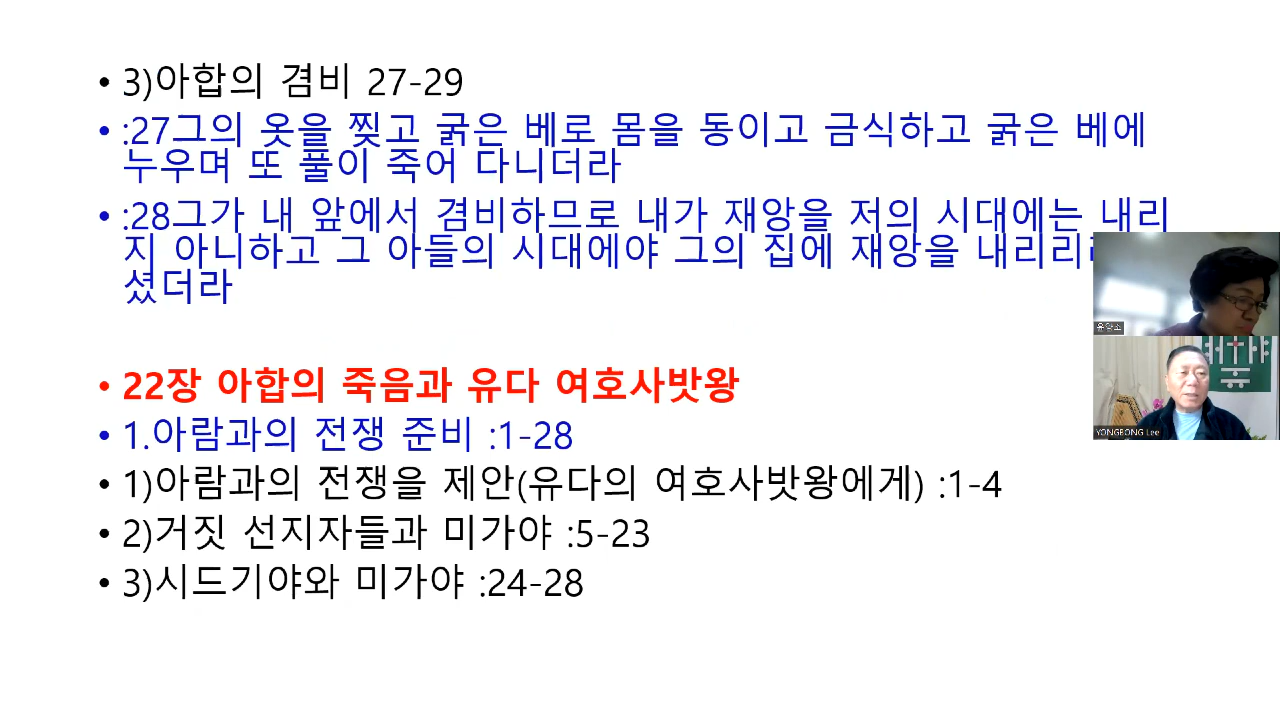 • 3)아합의 겸비 27-29
• :27그의 옷을 찢고 굵은 베로 몸을 동이고 금식하고 굵은 베에
누우며 또 풀이 죽어 다니더라
• :28그가 내 앞에서 겸비하므로 내가 재앙을 저의 시대에는 내리
지 아니하고 그 아들의 시대에야 그의 집에 재앙을 내리리
셨더라
• 22장 아합의 죽음과 유다 여호사밧왕
• 1.아람과의 전쟁 준비 :1-28
• 1)아람과의 전쟁을 제안(유다의 여호사밧왕에게) :1-4
• 2)거짓 선지자들과 미가야 :5-23
• 3)시드기야와 미가야 :24-28
YONGBONG Lee